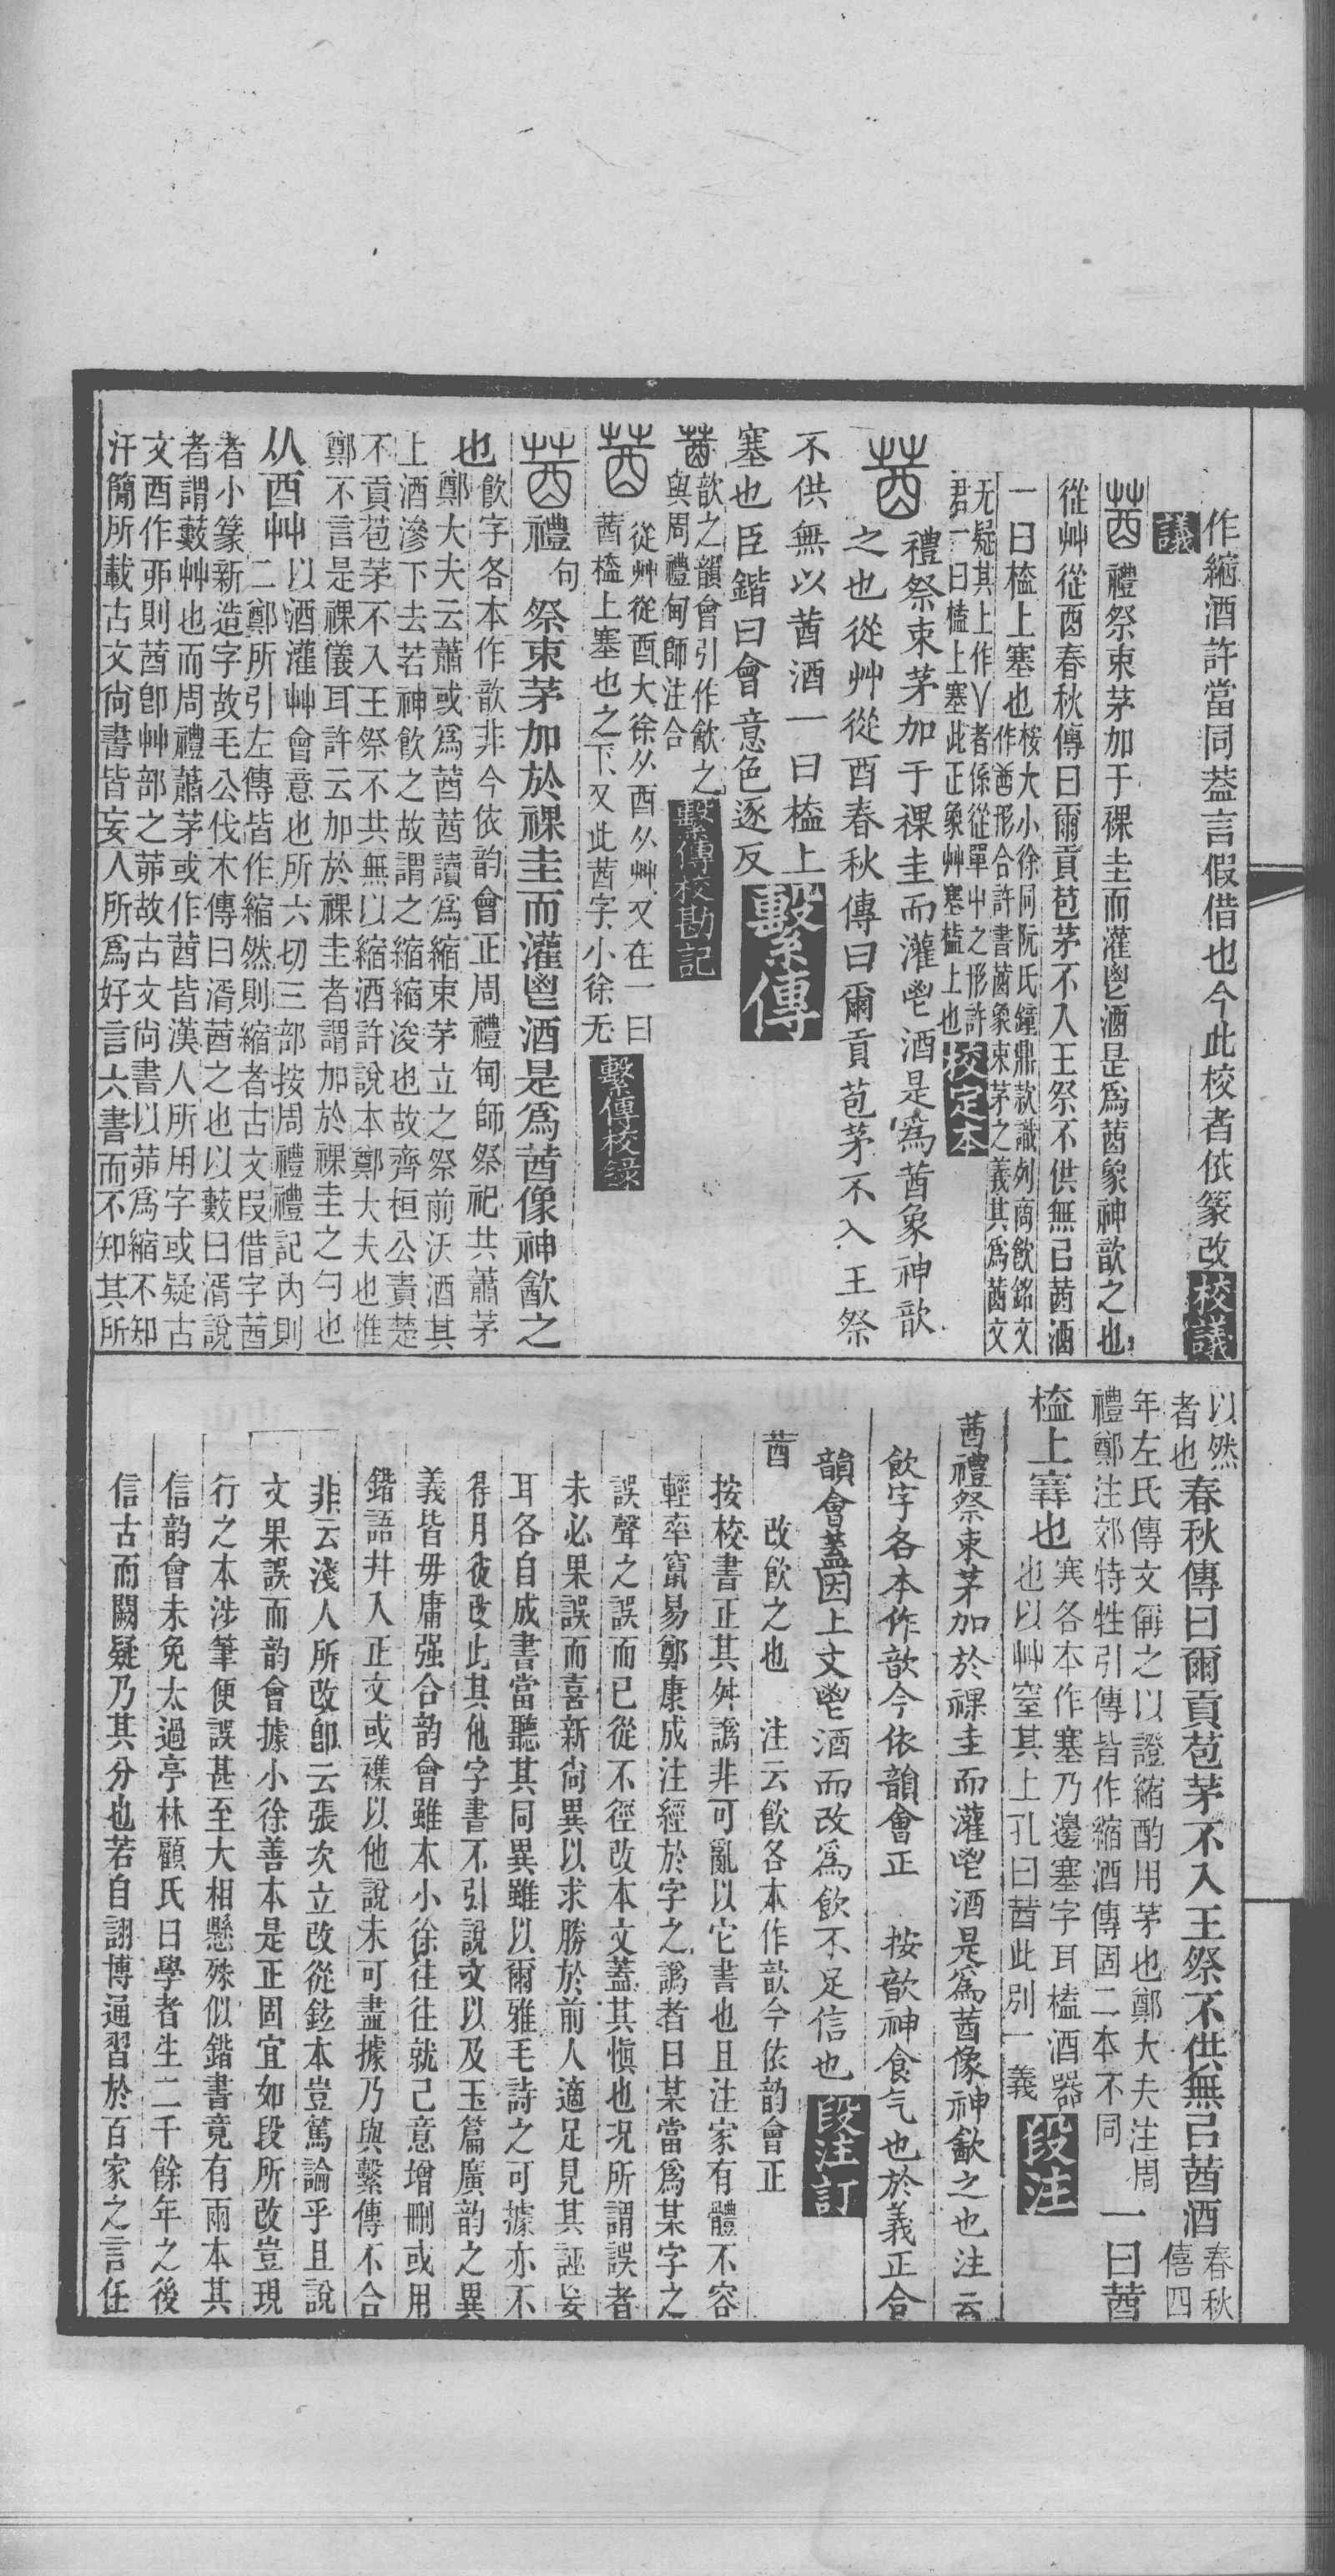 作縮酒許當同葢言假借也今此校者依篆改校議
議
茜禮祭束茅加于祼圭而灌鬯酒是爲茜象神歆之也
從艸從酉春秋傳曰爾貢苞茅不入王祭不供無㠯茜酒
一曰榼上塞也
桉大小徐同阮氏鐘鼎款識列商飲銘文
作酋形合許書茜象束茅之義其爲茜文
无疑其上作丫者係從單屮之形許
君一曰榼上塞此正象艸塞榼上也校定本
茜禮祭束茅加于祼圭而灌鬯酒是爲茜象神歆
之也從艸從酉春秋傳曰爾貢苞茅不入王祭
不供無以茜酒一曰榼上
塞也臣鍇曰會意色逐反繫傳
茜歆之韻會引作歙之
與周禮甸師注合繫傳校勘記
茜從艸從酉大徐从酉从艸又在一曰
茜榼上塞也之下又此茜字小徐无繫傳校錄
茜禮句祭束茅加於祼圭而灌鬯酒是爲茜像神歙之
也飲字各本作歆非今依韵會正周禮甸師祭祀共蕭茅
鄭大夫云蕭或爲茜茜讀爲縮束茅立之祭前沃酒其
上酒滲下去若神飲之故謂之縮縮浚也故齊桓公責楚
不貢苞茅不入王祭不共無以縮酒許說本鄭大夫也惟
鄭不言是祼儀耳許云加於祼圭者謂加於祼圭之勺也
从酉艸以酒灌艸會意也所六切三部按周禮禮記內則
二鄭所引左傳皆作縮然則縮者古文叚借字茜
者小篆新造字故毛公伐木傳曰湑茜之也以藪曰湑說
者謂藪艸也而周禮蕭茅或作茜皆漢人所用字或疑古
文酉作丣則茜卽艸部之茆故古文尙書以茆爲縮不知
汗簡所載古文尙書皆妄人所爲好言六書而不知其所
以然
者也春秋傳曰爾貢苞茅不入王祭不供無㠯茜酒春秋
僖四
年左氏傳文偁之以證縮酌用茅也鄭大夫注周
禮鄭注郊特牲引傳皆作縮酒傳固二本不同一曰茜
榼上𡫳也𡫳各本作塞乃邊塞字耳榼酒器
也以艸窒其上孔曰茜此別一義段注
茜禮祭束茅加於祼圭而灌鬯酒是爲茜像神歙之也注云
飲字各本作歆今依韻會正　按歆神食气也於義正合
韻會葢因上文鬯酒而改爲飲不足信也段注訂
茜　改飲之也　注云飲各本作歆今依韵會正
按校書正其舛譌非可亂以它書也且注家有體不容
輕率竄易鄭康成注經於字之譌者曰某當爲某字之
誤聲之誤而已從不徑改本文蓋其愼也况所謂誤者
未必果誤而喜新尙異以求勝於前人適足見其誣妄
耳各自成書當聽其同異雖以爾雅毛詩之可據亦不
得月彼改此其他字書不引說文以及玉篇廣韵之異
義皆毋庸强合韵會雖本小徐往往就己意增刪或用
鍇語幷入正文或襍以他說未可盡據乃與繫傳不合
非云淺人所改卽云張次立改從鉉本豈篤論乎且說
文果誤而韵會據小徐善本是正固宜如段所改豈現
行之本涉筆便誤甚至大相懸殊似鍇書竟有兩本其
信韵會未免太過亭林顧氏曰學者生二千餘年之後
信古而闕疑乃其分也若自詡博通習於百家之言任